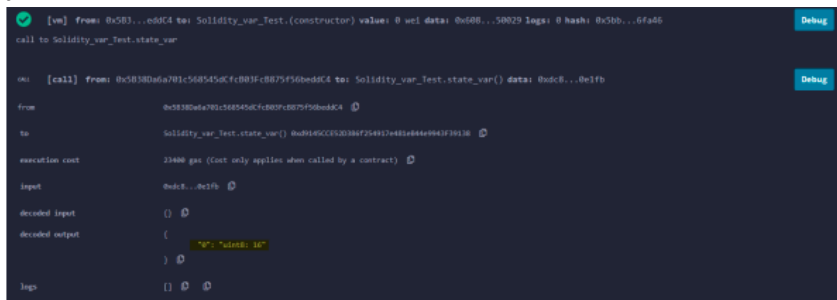 [vm] from: 0x5B3...eddC4 to: Solidity_var_Test.(constructor) value: 0 wei data: 0x608...50029 logs: 0 hash: 0x5bb...6fa46
Debug
call to Solidity_var_Test.state_var
[call] from: 0x5B38Da6a701c568545dCfcB03FcB875f56beddC4 to: Solidity_var_Test.state_var() data: 0xdc8...0e1fb
Debug
from 0x5B38Da6a701c568545dCfcB03FcB875f56beddC4
to Solidity_var_Test.state_var()
execution cost 23400 gas (Cost only applies when called by a contract)
input 0xdc8...0e1fb
decoded input {}
decoded output {
"0": "uint8: 16"
}
logs []